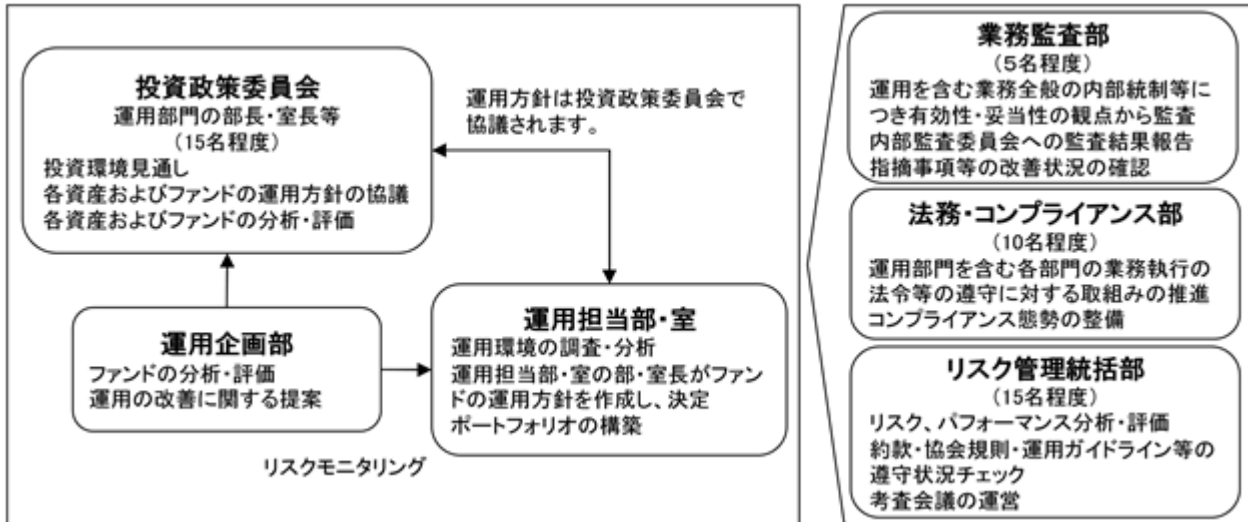 投資政策委員会
運用部門の部長・室長等
(15名程度)
投資環境見通し
各資産およびファンドの運用方針の協議
各資産およびファンドの分析・評価
運用方針は投資政策委員会で
協議されます。
運用企画部
ファンドの分析・評価
運用の改善に関する提案
運用担当部・室
運用環境の調査・分析
運用担当部・室の部・室長がファン
ドの運用方針を作成し、決定
ポートフォリオの構築
リスクモニタリング
業務監査部
(5名程度)
運用を含む業務全般の内部統制等に
つき有効性・妥当性の観点から監査
内部監査委員会への監査結果報告
指摘事項等の改善状況の確認
法務・コンプライアンス部
(10名程度)
運用部門を含む各部門の業務執行の
法令等の遵守に対する取組みの推進
コンプライアンス態勢の整備
リスク管理統括部
(15名程度)
リスク、パフォーマンス分析・評価
約款・協会規則・運用ガイドライン等の
遵守状況チェック
考査会議の運営